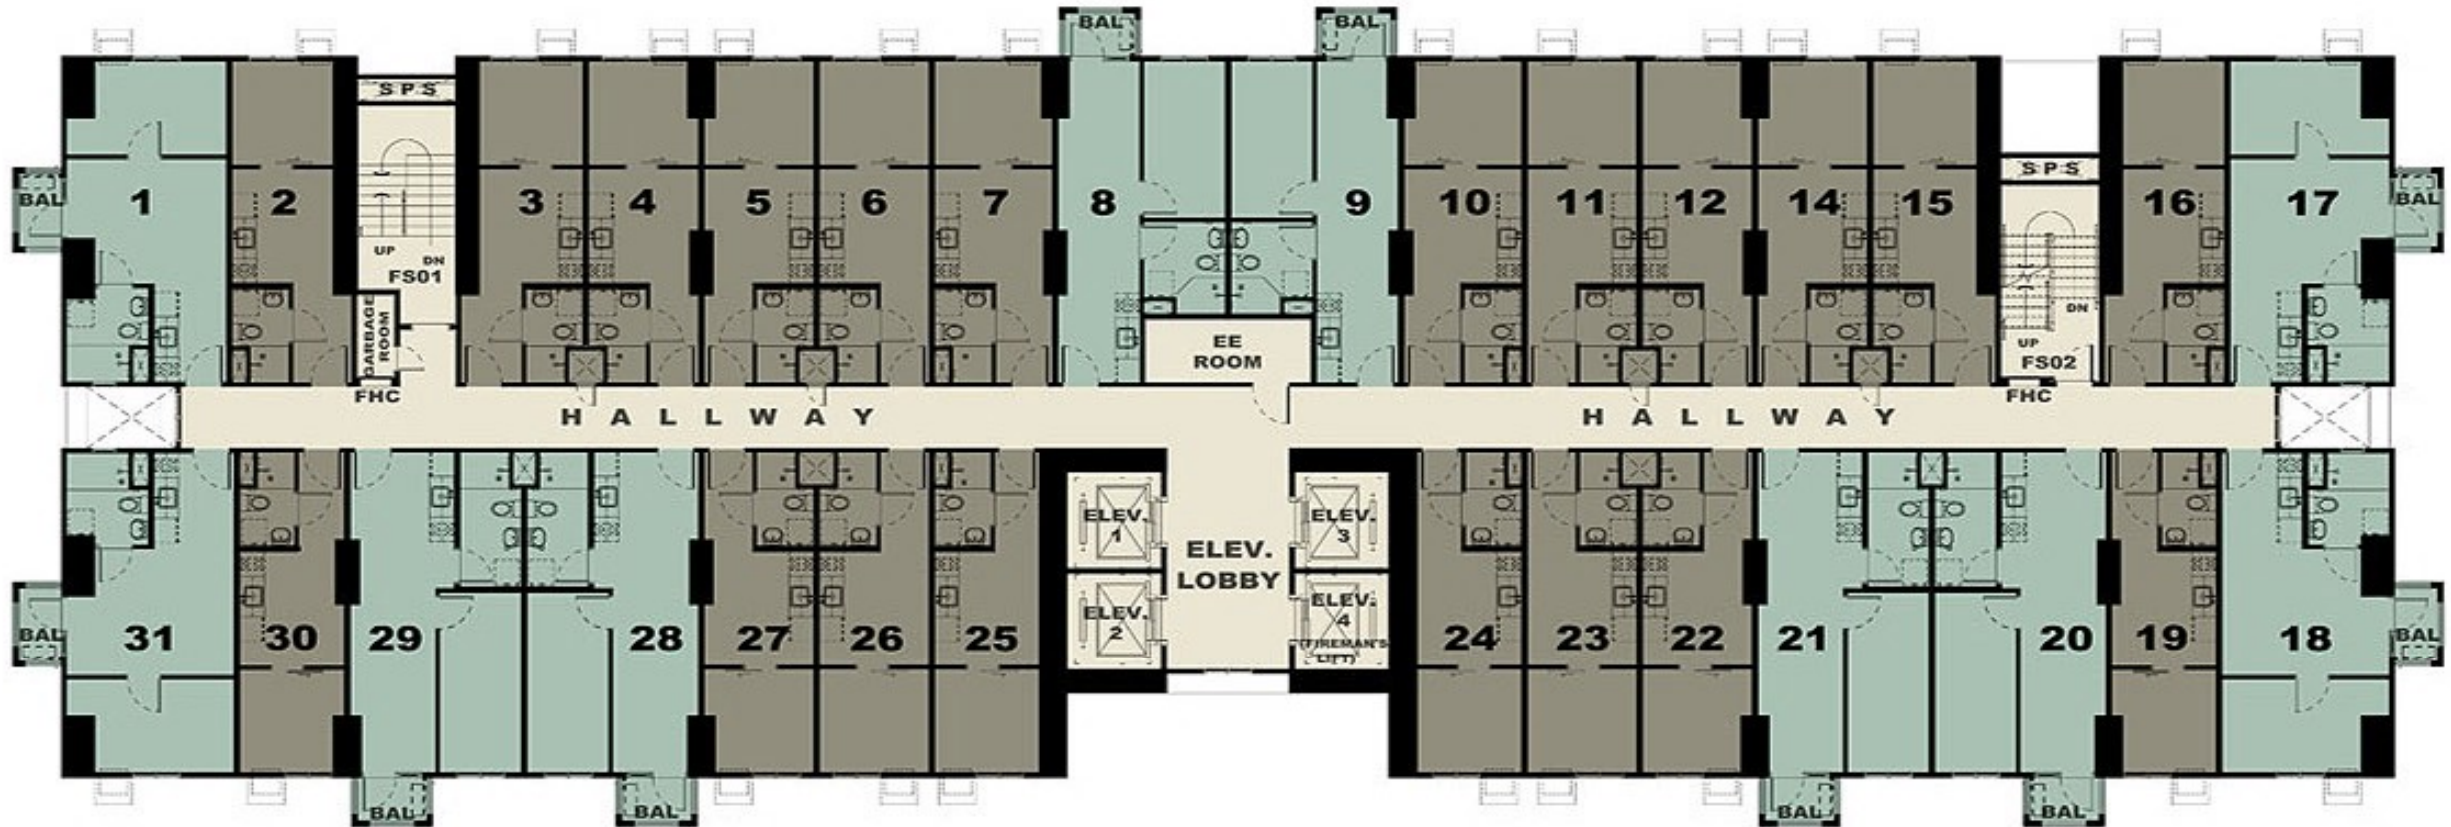 BAL BAL
S P S
S P S
BAL 1 2 3 4 5 6 7 8 9 10 11 12 14 15 16 17 BAL
UP DN
FS01
GARBAGE ROOM
EE
ROOM
DN
UP
FS02
FHC FHC
HALLWAY HALLWAY
ELEV.
1
ELEV.
3
ELEV.
LOBBY
ELEV.
2
ELEV.
4
(FIREMAN'S
LIFT)
BAL 31 30 29 28 27 26 25 24 23 22 21 20 19 18 BAL
BAL BAL BAL BAL